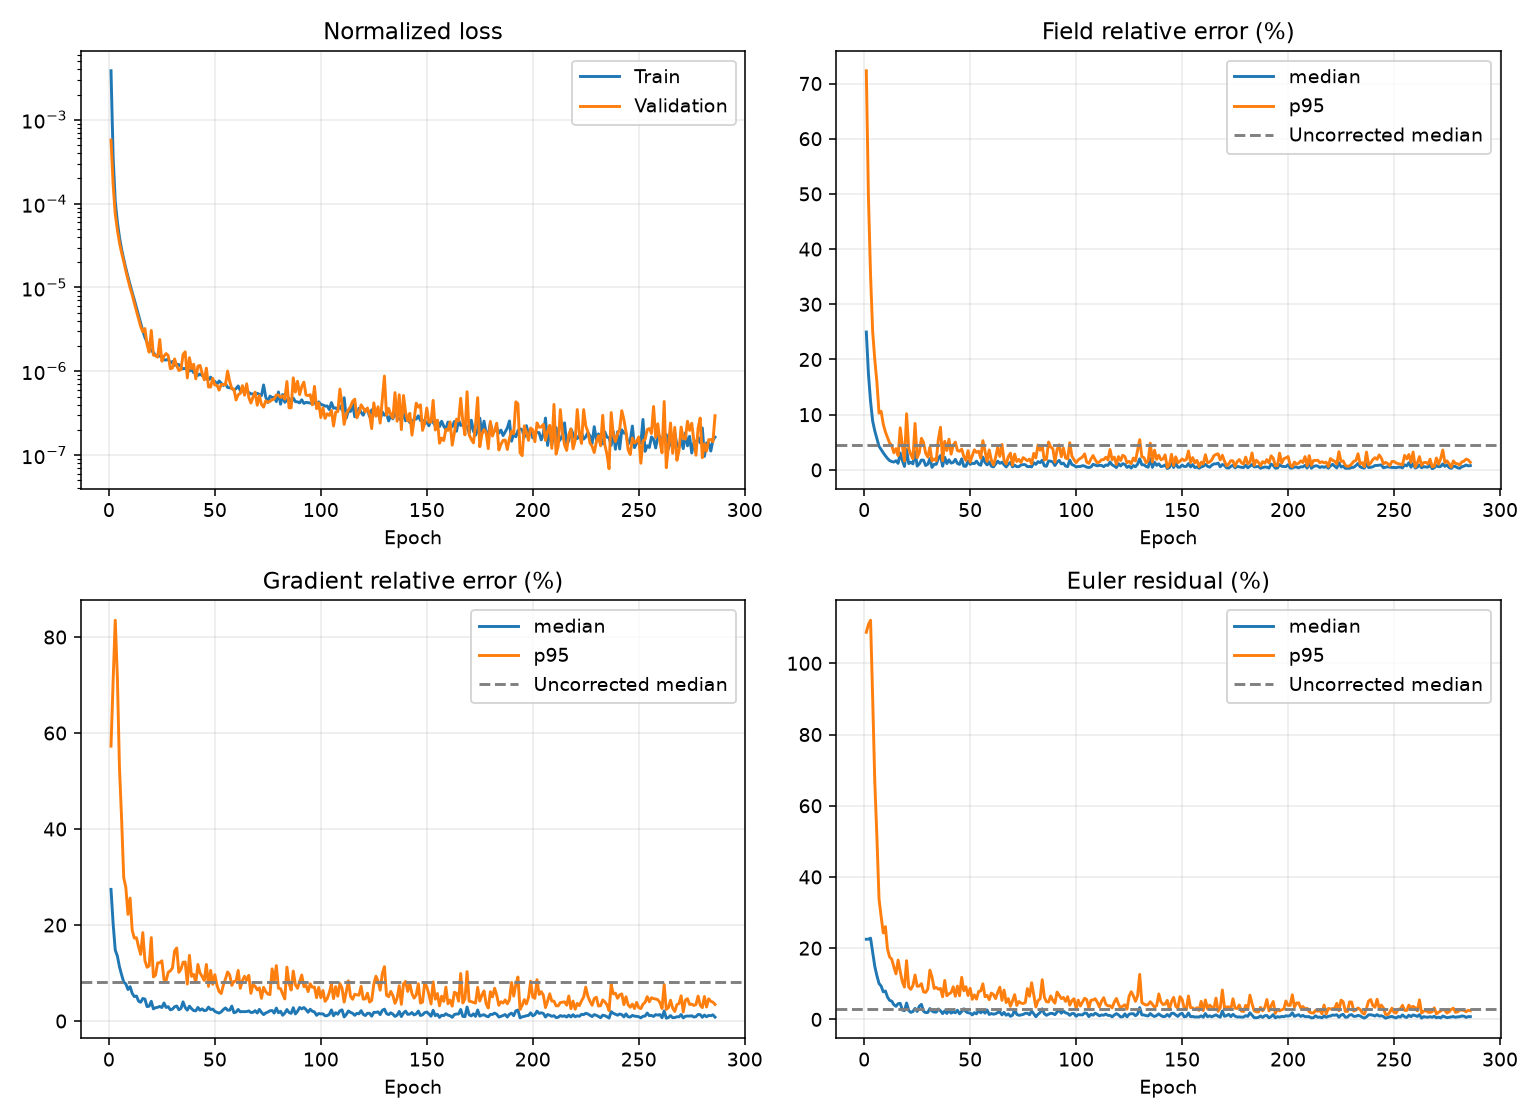 Normalized loss
Train
Validation
10⁻³
10⁻⁴
10⁻⁵
10⁻⁶
10⁻⁷
0 50 100 150 200 250 300
Epoch
Field relative error (%)
median
p95
Uncorrected median
70
60
50
40
30
20
10
0
0 50 100 150 200 250 300
Epoch
Gradient relative error (%)
median
p95
Uncorrected median
80
60
40
20
0
0 50 100 150 200 250 300
Epoch
Euler residual (%)
median
p95
Uncorrected median
100
80
60
40
20
0
0 50 100 150 200 250 300
Epoch